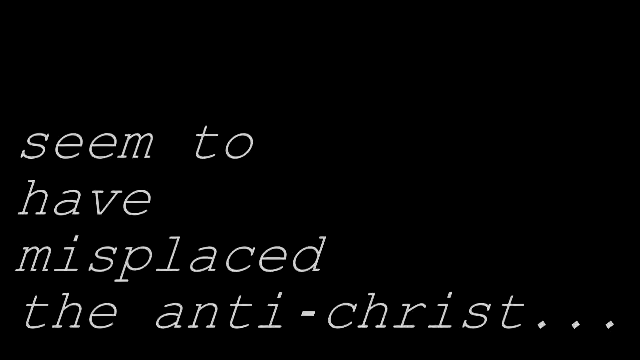 seem to
have
misplaced
the anti-christ...